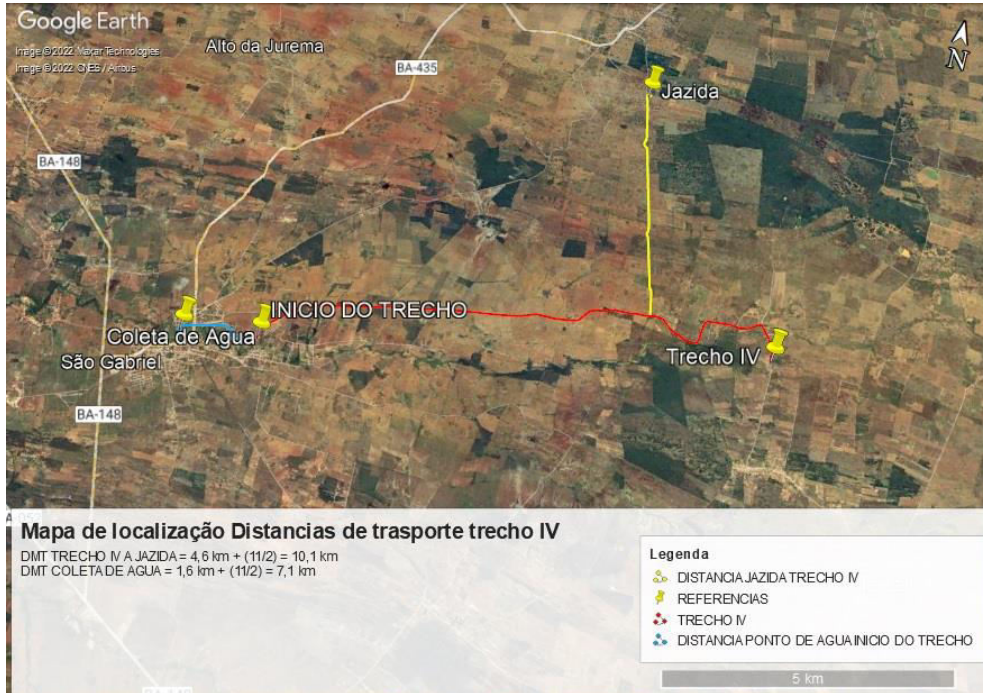 Google Earth
Image © 2022 Maxar Technologies
Image © 2022 CNES / Airbus
Alto da Jurema
BA-435
N
Jazida
BA-148
INICIO DO TRECHO
Coleta de Agua
São Gabriel
Trecho IV
BA-148
Mapa de localização Distancias de trasporte trecho IV
DMT TRECHO IV A JAZIDA = 4,6 km + (11/2) = 10,1 km
DMT COLETA DE AGUA = 1,6 km + (11/2) = 7,1 km
Legenda
DISTANCIA JAZIDA TRECHO IV
REFERENCIAS
TRECHO IV
DISTANCIA PONTO DE AGUA INICIO DO TRECHO
5 km